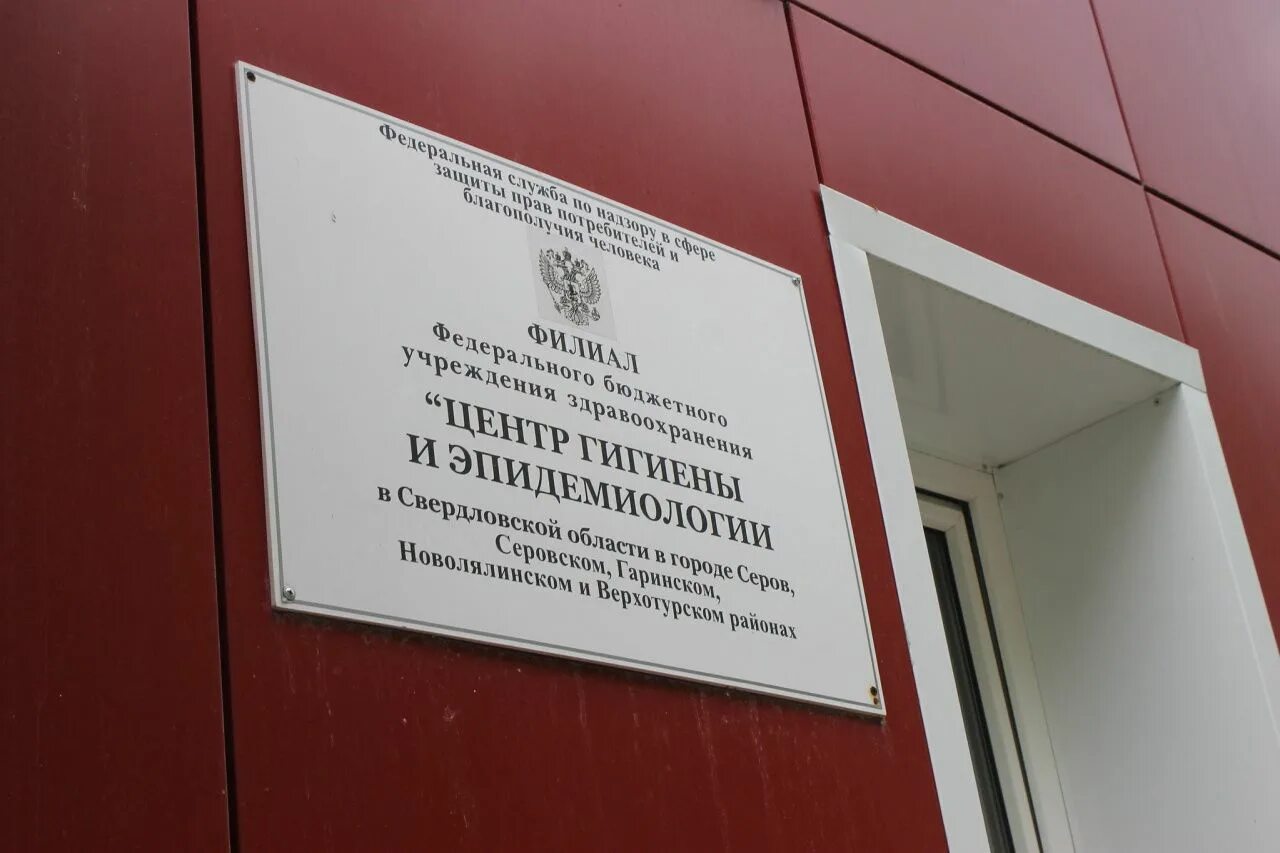 Федеральная служба по надзору в сфере
защиты прав потребителей и
благополучия человека
ФИЛИАЛ
Федерального бюджетного
учреждения здравоохранения
“ЦЕНТР ГИГИЕНЫ
И ЭПИДЕМИОЛОГИИ
в Свердловской области в городе Серов,
Серовском, Гаринском,
Новолялинском и Верхотурском районах